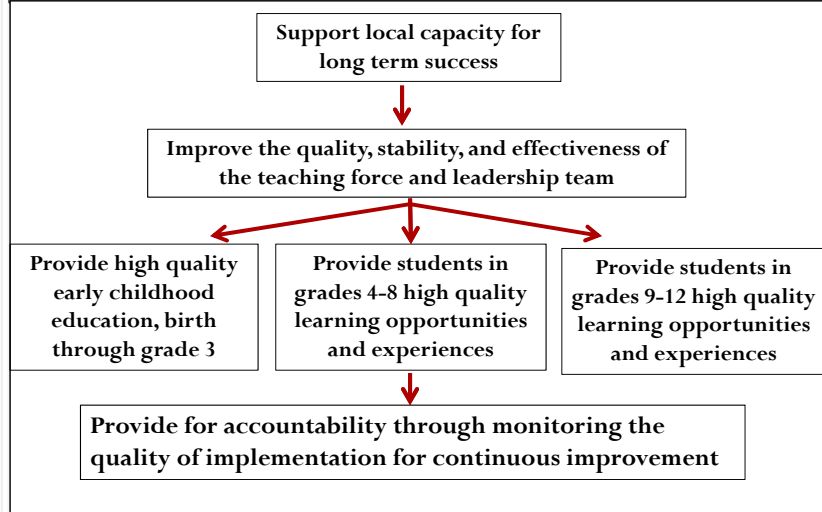 Support local capacity for
long term success
Improve the quality, stability, and effectiveness of
the teaching force and leadership team
Provide high quality
early childhood
education, birth
through grade 3
Provide students in
grades 4-8 high quality
learning opportunities
and experiences
Provide students in
grades 9-12 high quality
learning opportunities
and experiences
Provide for accountability through monitoring the
quality of implementation for continuous improvement